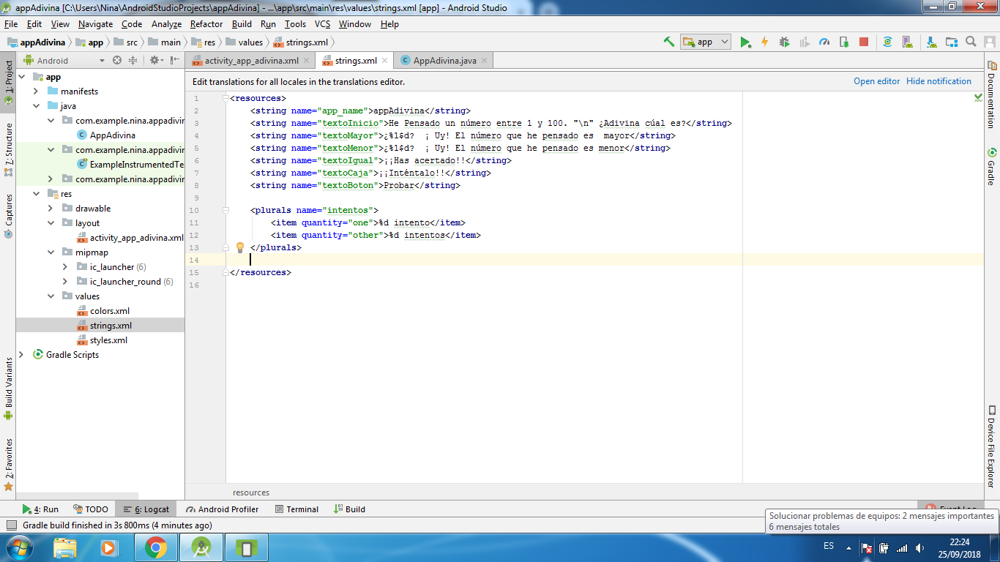 appAdivina [C:\Users\Nina\AndroidStudioProjects\appAdivina] - ...\app\src\main\res\values\strings.xml [app] - Android Studio
File Edit View Navigate Code Analyze Refactor Build Run Tools VCS Window Help
appAdivina app src main res values strings.xml app
Android activity_app_adivina.xml strings.xml AppAdivina.java
Edit translations for all locales in the translations editor. Open editor Hide notification
1: Project
7: Structure
Captures
Build Variants
2: Favorites
app
manifests
java
com.example.nina.appadivir
AppAdivina
com.example.nina.appadivir
ExampleInstrumentedTe
com.example.nina.appadivir
res
drawable
layout
activity_app_adivina.xml
mipmap
ic_launcher (6)
ic_launcher_round (6)
values
colors.xml
strings.xml
styles.xml
Gradle Scripts
1 <resources>
2 <string name="app_name">appAdivina</string>
3 <string name="textoInicio">He Pensado un número entre 1 y 100. "\n" ¿Adivina cúal es?</string>
4 <string name="textoMayor">¿%1$d?  ¡ Uy! El número que he pensado es  mayor</string>
5 <string name="textoMenor">¿%1$d?  ¡ Uy! El número que he pensado es menor</string>
6 <string name="textoIgual">¡¡Has acertado!!</string>
7 <string name="textoCaja">¡¡Inténtalo!!</string>
8 <string name="textoBoton">Probar</string>
9
10 <plurals name="intentos">
11 <item quantity="one">%d intento</item>
12 <item quantity="other">%d intentos</item>
13 </plurals>
14
15 </resources>
16
Documentation
Gradle
Device File Explorer
resources
4: Run TODO 6: Logcat Android Profiler Terminal Build Event Log
Gradle build finished in 3s 800ms (4 minutes ago)
Solucionar problemas de equipos: 2 mensajes importantes
6 mensajes totales
ES
22:24
25/09/2018